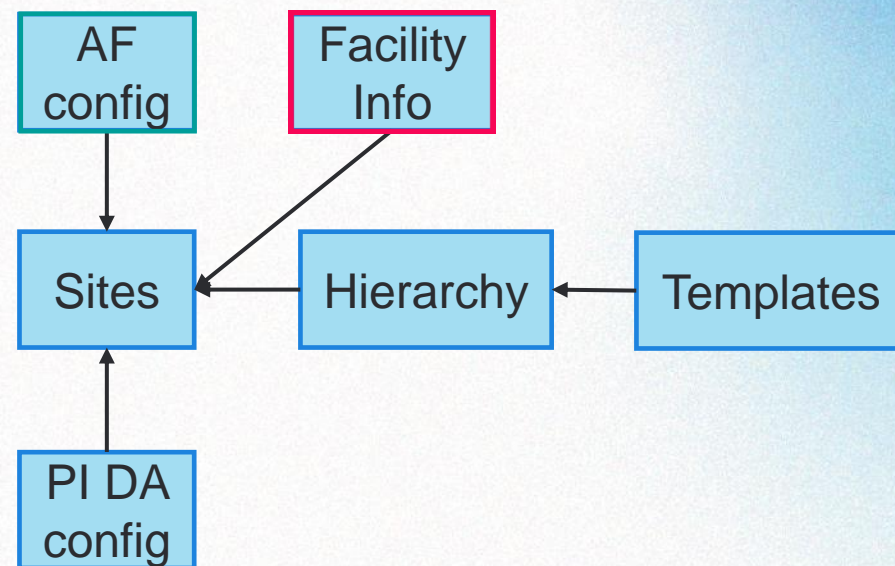 AF
config
Facility
Info
Sites
Hierarchy
Templates
PI DA
config